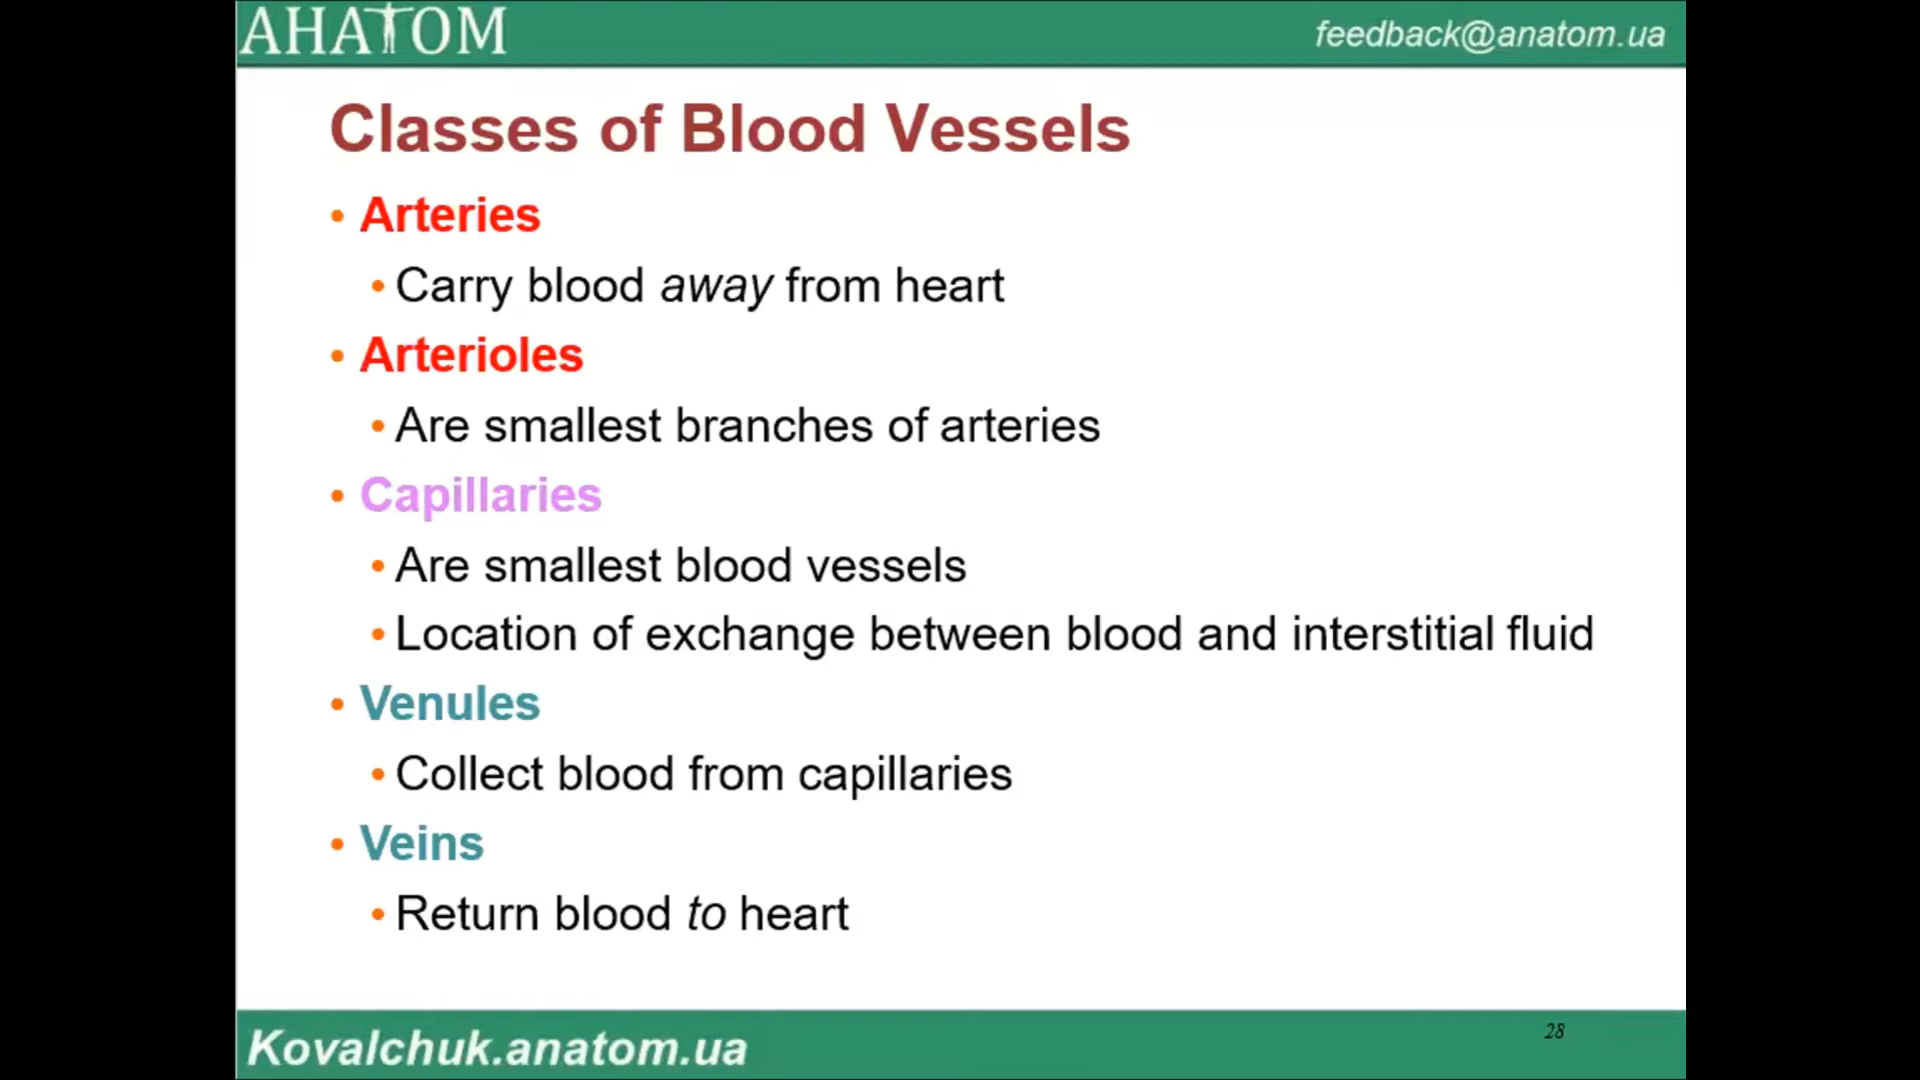 АНАТОМ
feedback@anatom.ua
Classes of Blood Vessels
• Arteries
• Carry blood away from heart
• Arterioles
• Are smallest branches of arteries
• Capillaries
• Are smallest blood vessels
• Location of exchange between blood and interstitial fluid
• Venules
• Collect blood from capillaries
• Veins
• Return blood to heart
Kovalchuk.anatom.ua
28